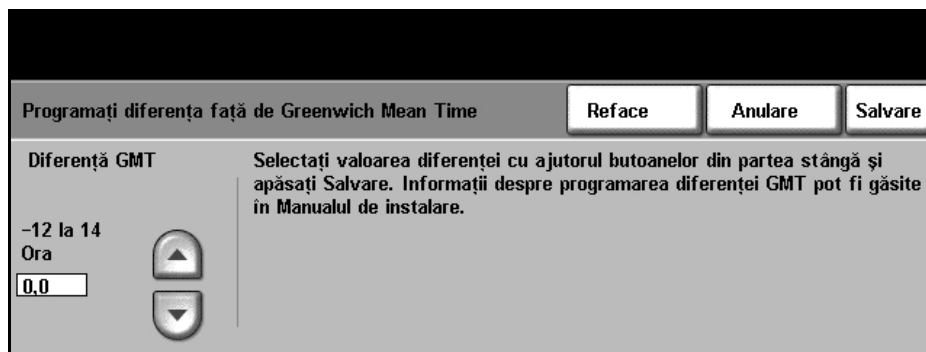 Programați diferența față de Greenwich Mean Time
Reface
Anulare
Salvare
Diferență GMT
Selectați valoarea diferenței cu ajutorul butoanelor din partea stângă și
apăsați Salvare. Informații despre programarea diferenței GMT pot fi găsite
în Manualul de instalare.
-12 la 14
Ora
0,0